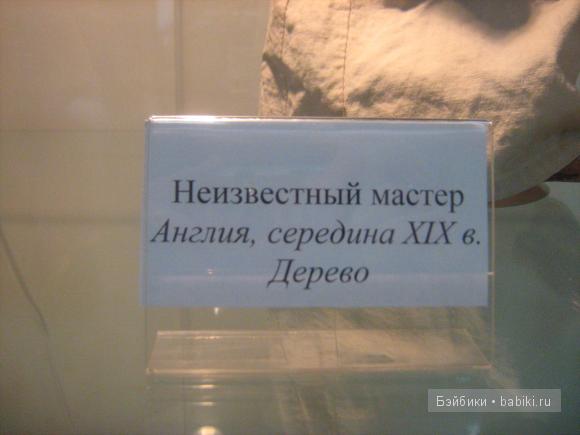 Неизвестный мастер
Англия, середина XIX в.
Дерево
Бэйбики • babiki.ru